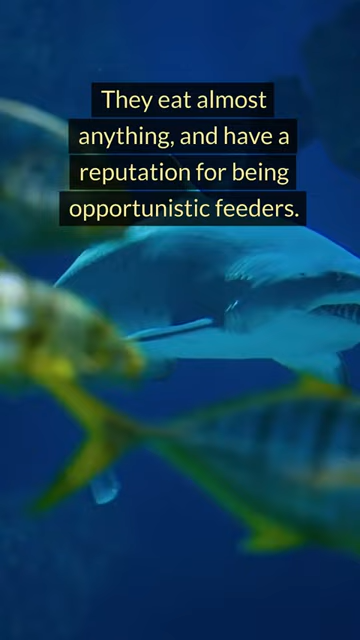 They eat almost
anything, and have a
reputation for being
opportunistic feeders.